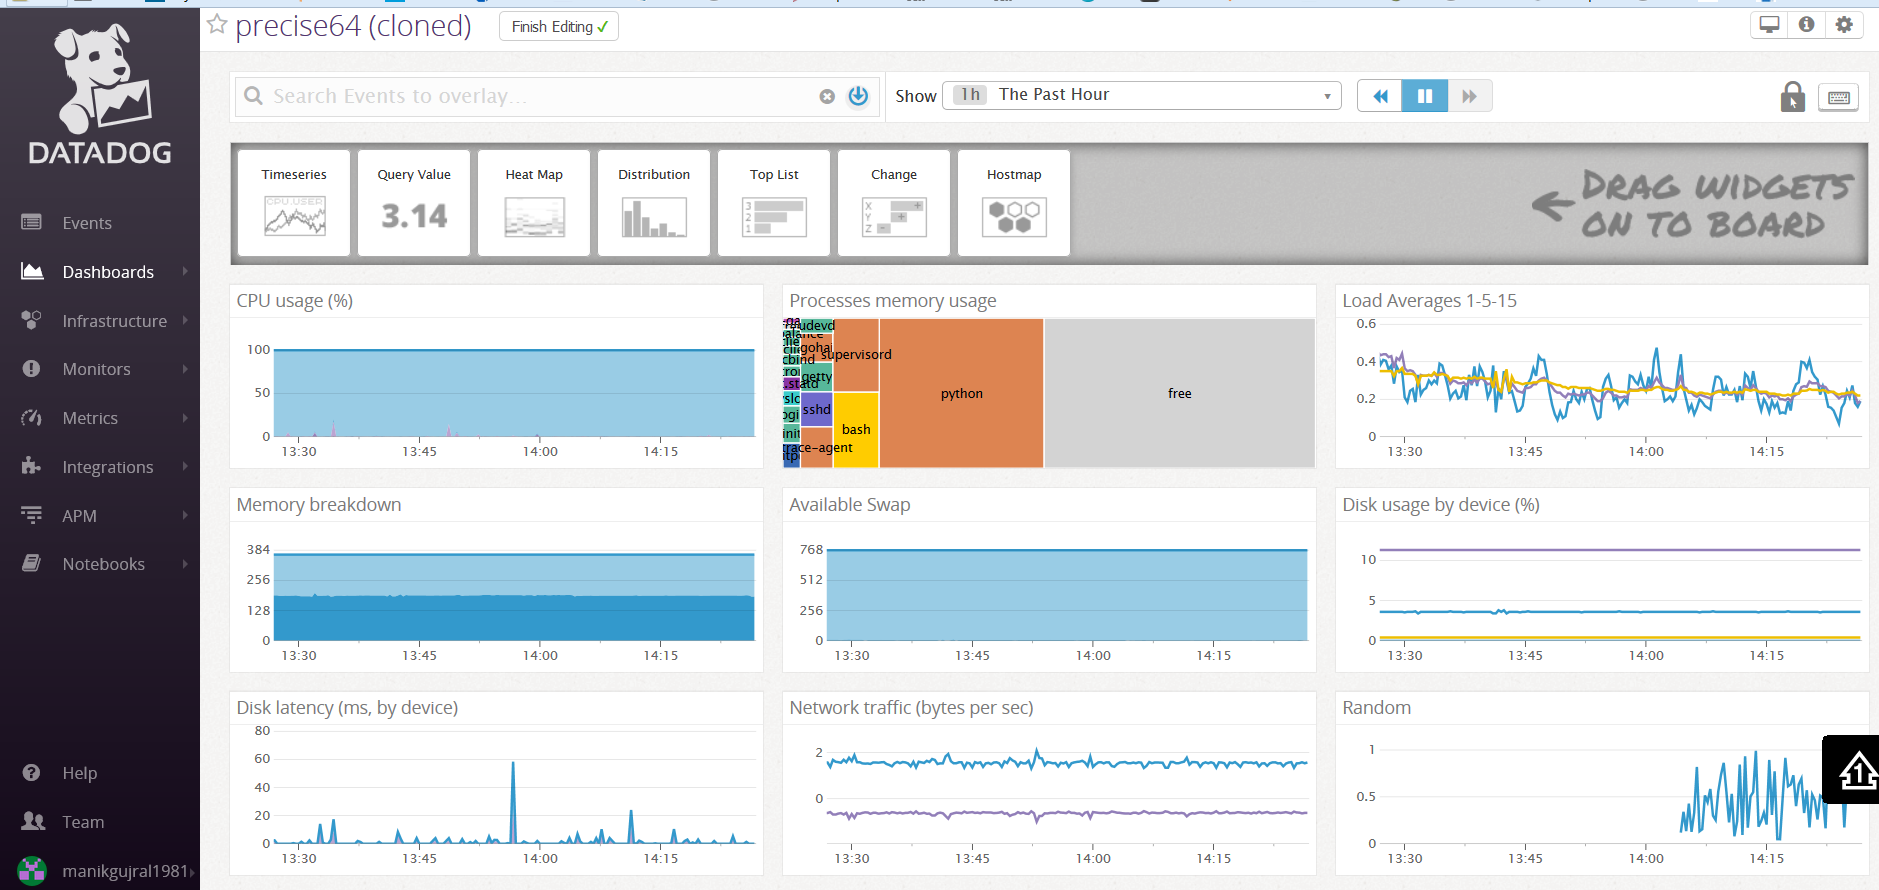 precise64 (cloned)
Finish Editing ✓
DATADOG
Events
Dashboards
Infrastructure
Monitors
Metrics
Integrations
APM
Notebooks
Help
Team
manikgujral1981
Search Events to overlay...
Show 1h The Past Hour
Timeseries
CPU.USER
Query Value
3.14
Heat Map
Distribution
Top List
3
2
1
Change
X +
Y +
Z -
Hostmap
DRAG WIDGETS
ON TO BOARD
CPU usage (%)
100
50
0
13:30 13:45 14:00 14:15
Processes memory usage
udevd
gohai
supervisord
getty
sshd
bash
trace-agent
init
python
free
Load Averages 1-5-15
0.6
0.4
0.2
0
13:30 13:45 14:00 14:15
Memory breakdown
384
256
128
0
13:30 13:45 14:00 14:15
Available Swap
768
512
256
0
13:30 13:45 14:00 14:15
Disk usage by device (%)
10
5
0
13:30 13:45 14:00 14:15
Disk latency (ms, by device)
80
60
40
20
0
13:30 13:45 14:00 14:15
Network traffic (bytes per sec)
2
0
13:30 13:45 14:00 14:15
Random
1
0.5
0
13:30 13:45 14:00 14:15
1